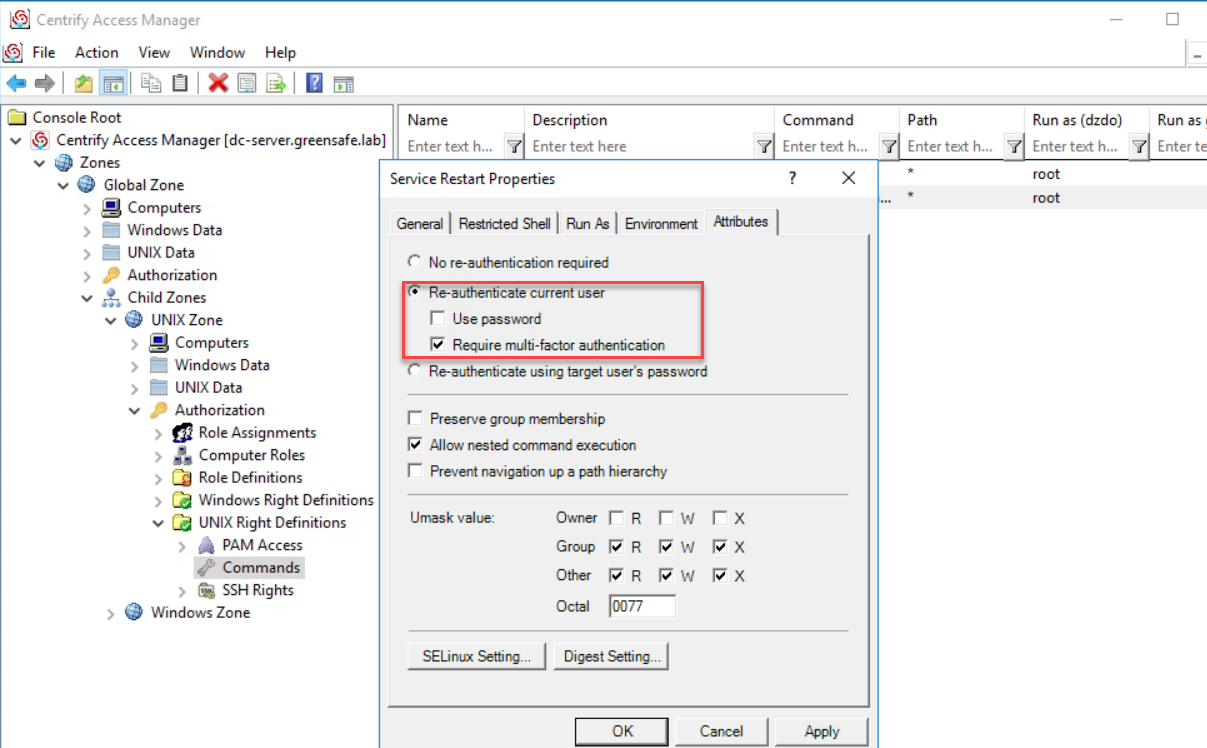 Centrify Access Manager
File Action View Window Help
Console Root
Centrify Access Manager [dc-server.greensafe.lab]
Zones
Global Zone
Computers
Windows Data
UNIX Data
Authorization
Child Zones
UNIX Zone
Computers
Windows Data
UNIX Data
Authorization
Role Assignments
Computer Roles
Role Definitions
Windows Right Definitions
UNIX Right Definitions
PAM Access
Commands
SSH Rights
Windows Zone
Name Description Command Path Run as (dzdo) Run as
Enter text h... Enter text here Enter text h... Enter text h... Enter text h... Enter te
* root
... * root
Service Restart Properties ?
General Restricted Shell Run As Environment Attributes
No re-authentication required
Re-authenticate current user
Use password
Require multi-factor authentication
Re-authenticate using target user's password
Preserve group membership
Allow nested command execution
Prevent navigation up a path hierarchy
Umask value: Owner R W X
Group R W X
Other R W X
Octal 0077
SELinux Setting... Digest Setting...
OK Cancel Apply